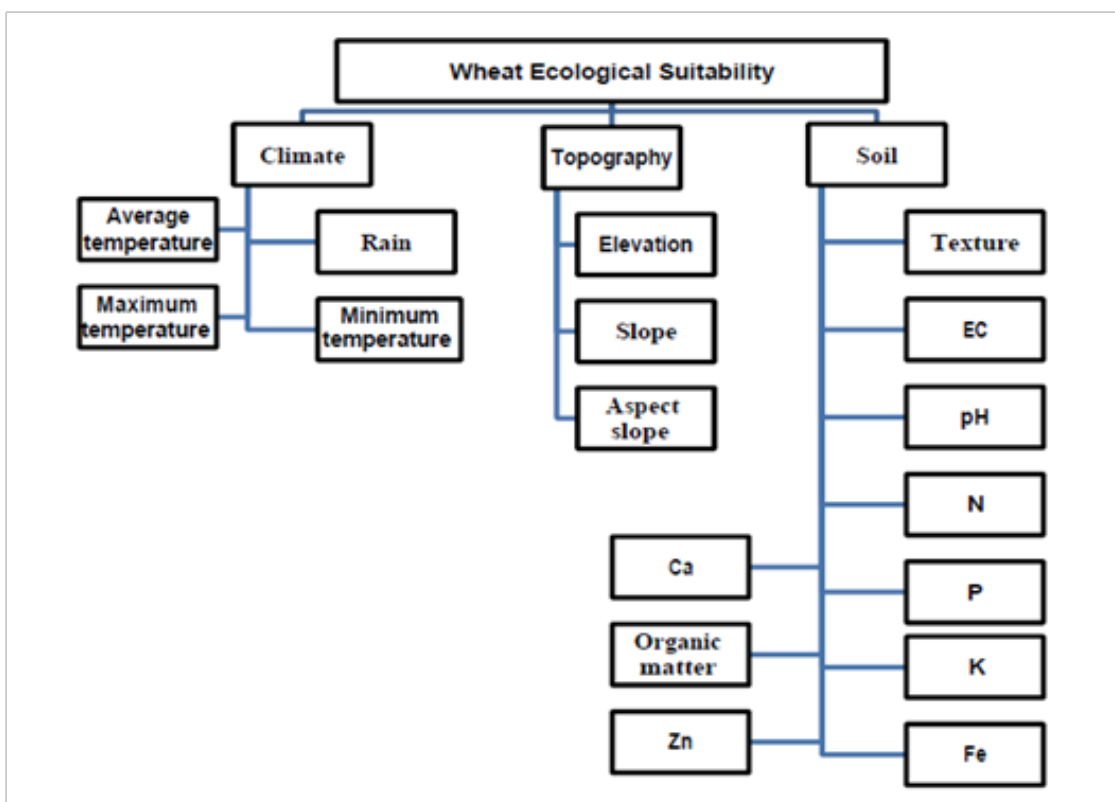 Wheat Ecological Suitability
Climate
Topography
Soil
Average
temperature
Rain
Maximum
temperature
Minimum
temperature
Elevation
Slope
Aspect
slope
Texture
EC
pH
N
P
K
Fe
Ca
Organic
matter
Zn